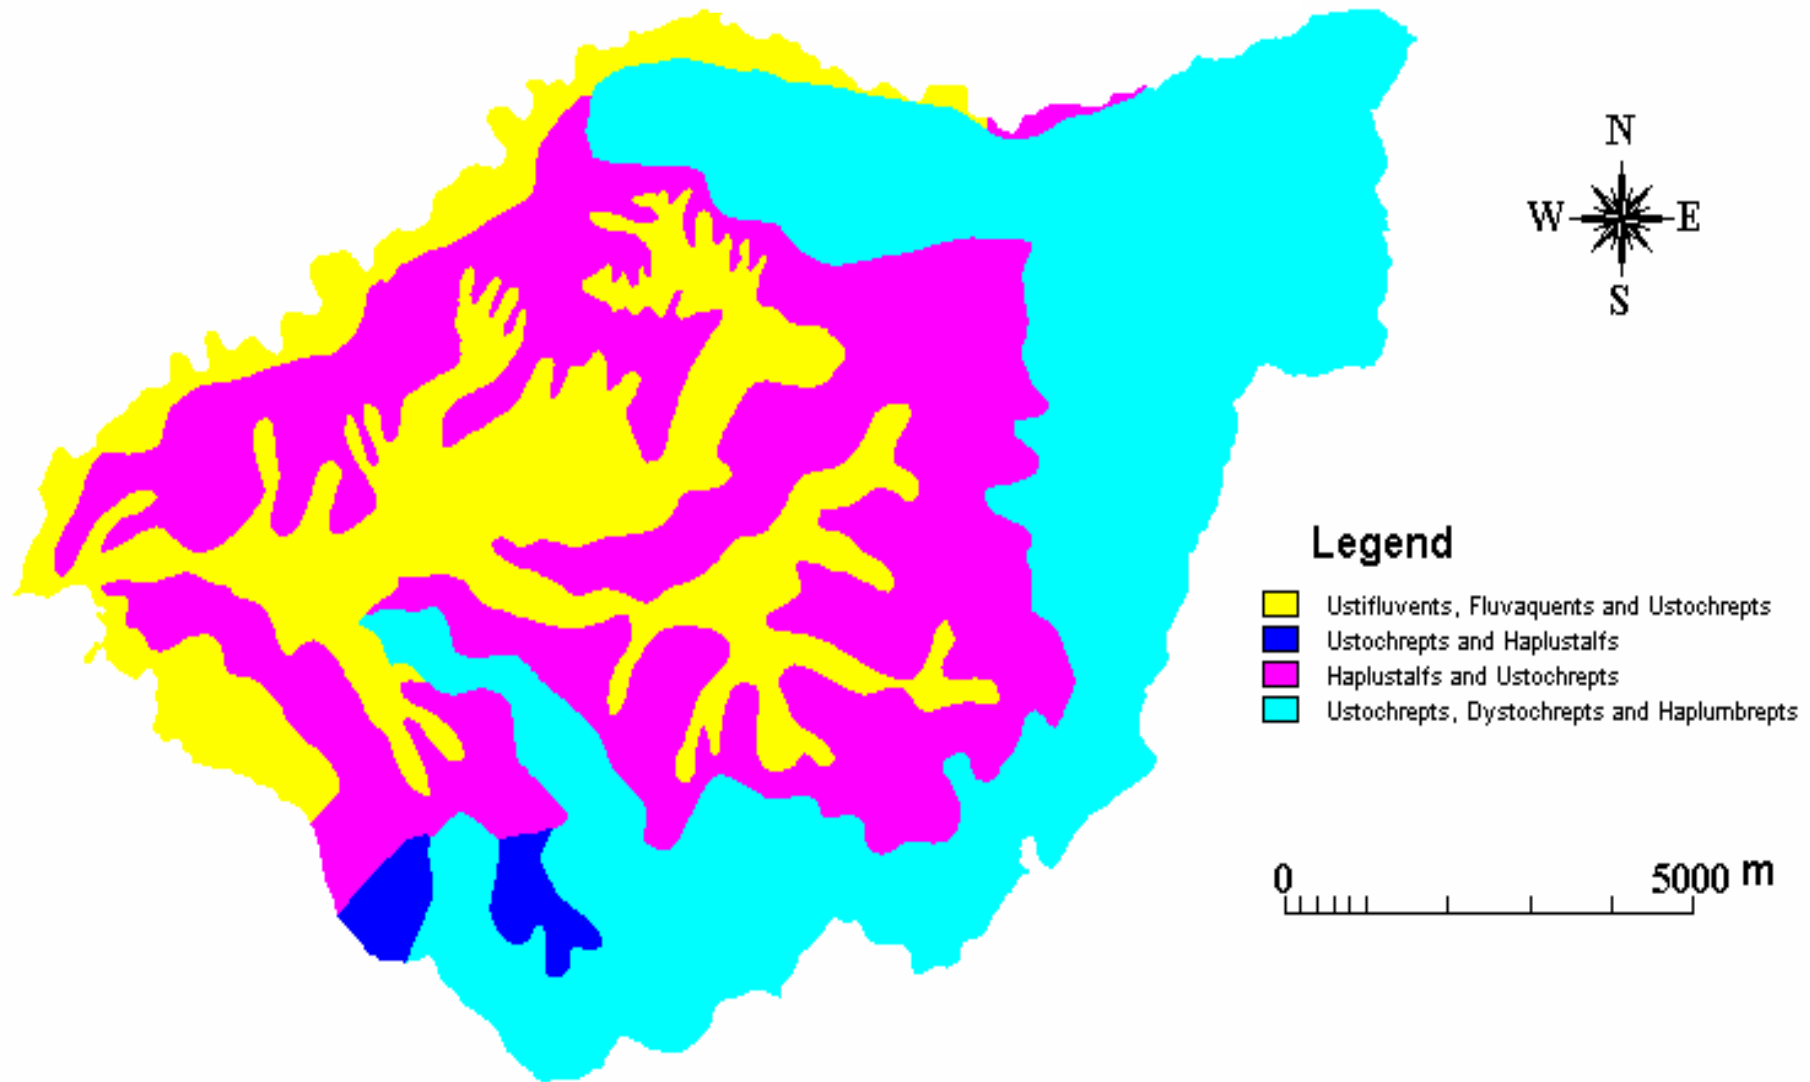 N
W E
S
Legend
Ustifluvents, Fluvaquents and Ustochrepts
Ustochrepts and Haplustalfs
Haplustalfs and Ustochrepts
Ustochrepts, Dystochrepts and Haplumbrepts
0 5000 m